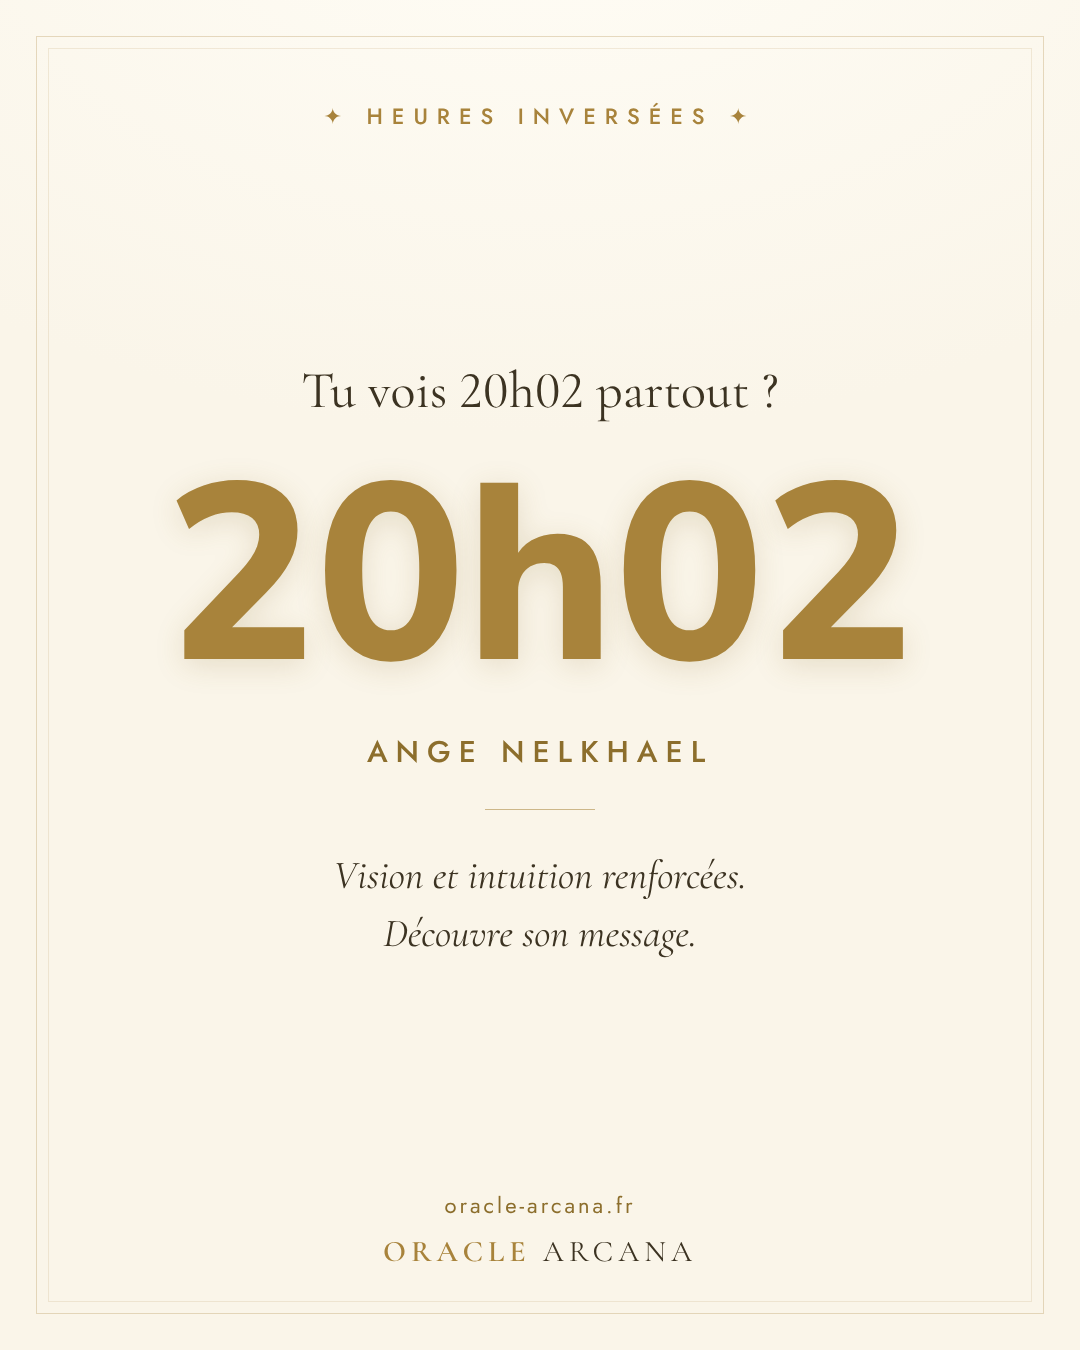 ✦ HEURES INVERSÉES ✦
Tu vois 20h02 partout ?
20h02
ANGE NELKHAEL
Vision et intuition renforcées.
Découvre son message.
oracle-arcana.fr
ORACLE ARCANA